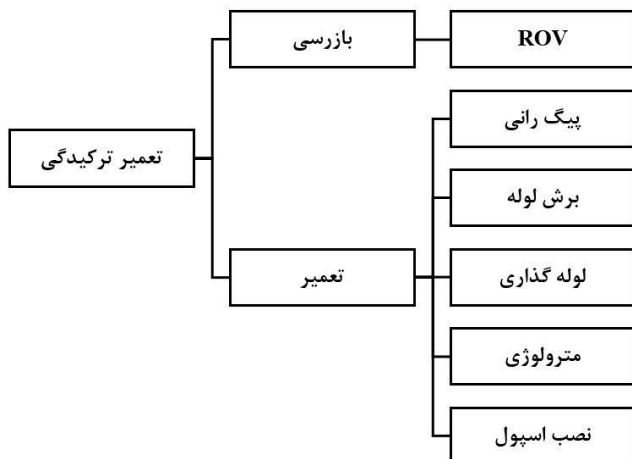 تعمیر ترکیدگی
بازرسی
ROV
تعمیر
پیگ رانی
برش لوله
لوله گذاری
مترولوژی
نصب اسپول